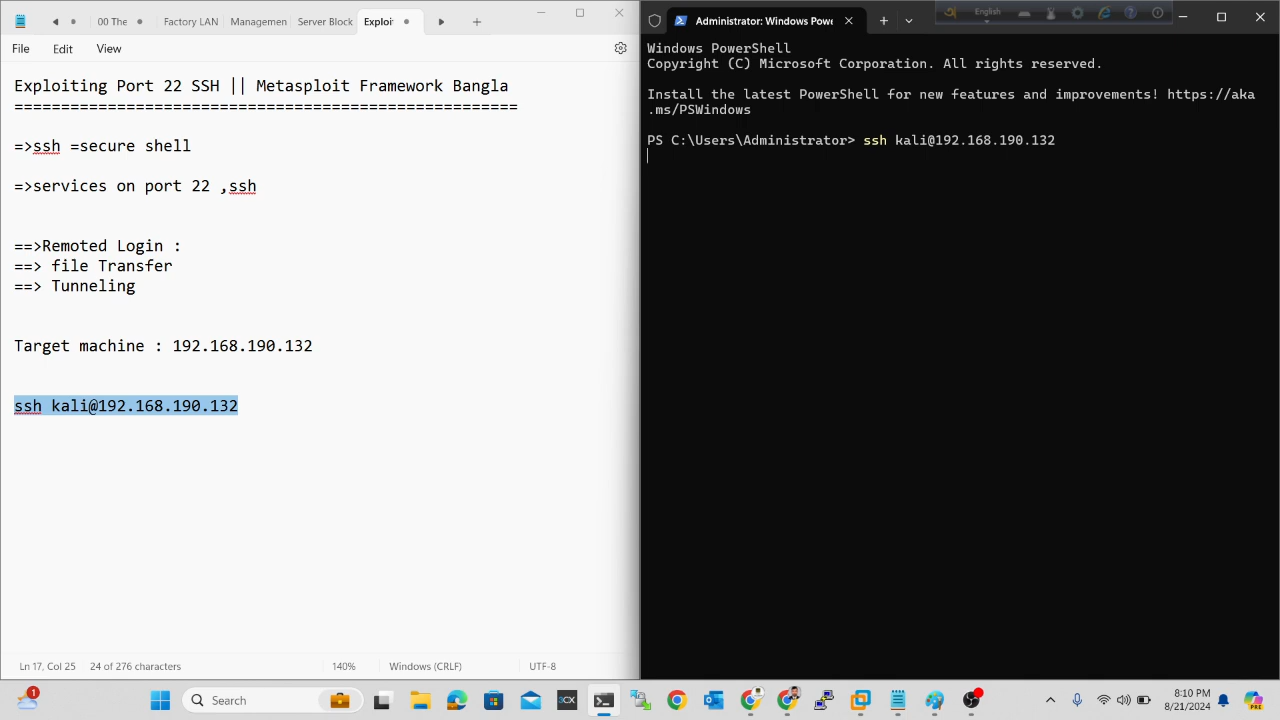 00 The
Factory LAN
Managemen
Server Block
Exploi
File
Edit
View
Exploiting Port 22 SSH || Metasploit Framework Bangla
=====================================================
=>ssh =secure shell
=>services on port 22 ,ssh
==>Remoted Login :
==> file Transfer
==> Tunneling
Target machine : 192.168.190.132
ssh kali@192.168.190.132
Ln 17, Col 25
24 of 276 characters
140%
Windows (CRLF)
UTF-8
Administrator: Windows Powe
English
Windows PowerShell
Copyright (C) Microsoft Corporation. All rights reserved.
Install the latest PowerShell for new features and improvements! https://aka
.ms/PSWindows
PS C:\Users\Administrator> ssh kali@192.168.190.132
1
Search
3CX
PRE
8:10 PM
8/21/2024